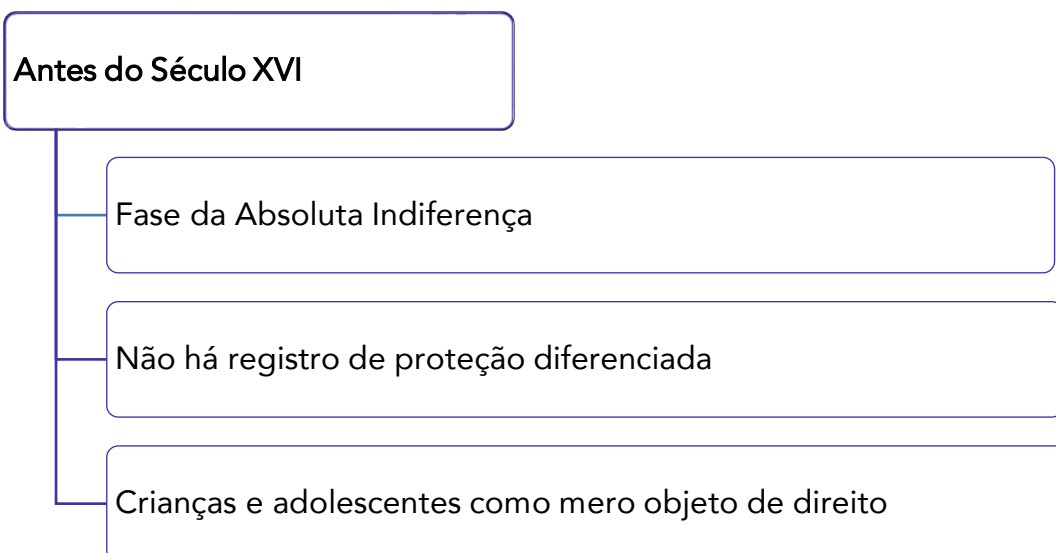 Antes do Século XVI
Fase da Absoluta Indiferença
Não há registro de proteção diferenciada
Crianças e adolescentes como mero objeto de direito